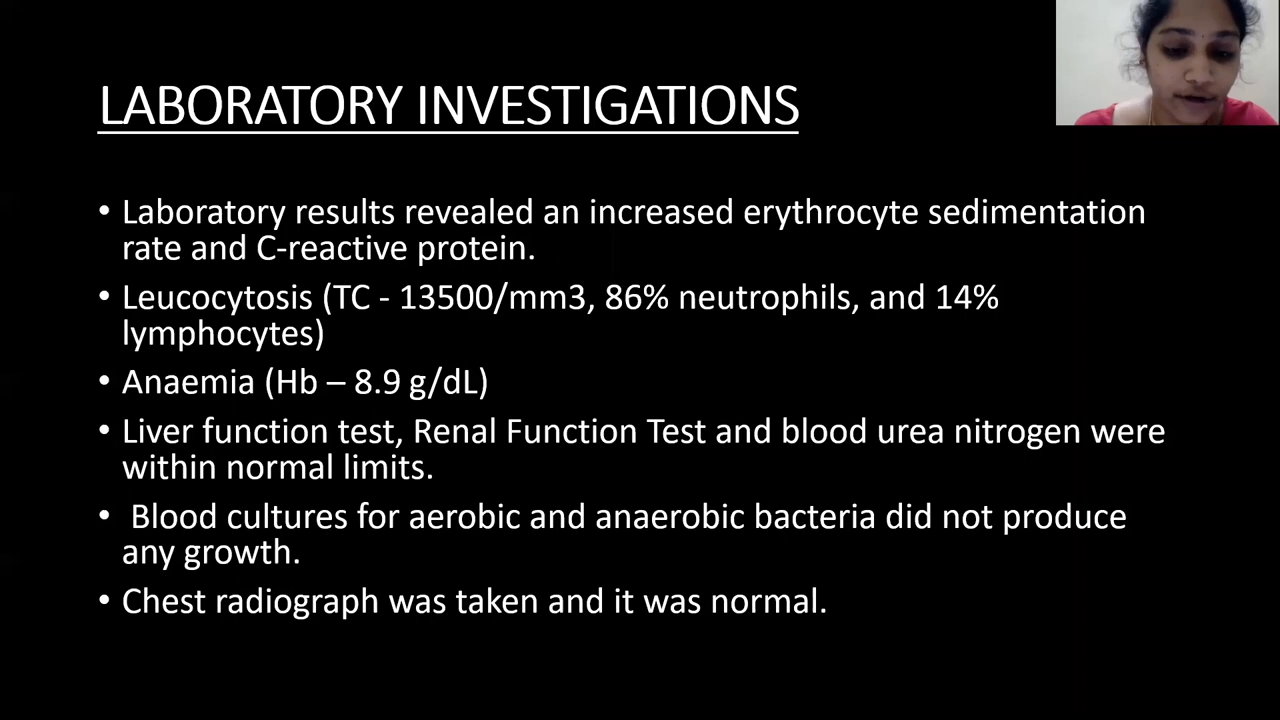 LABORATORY INVESTIGATIONS
• Laboratory results revealed an increased erythrocyte sedimentation
rate and C-reactive protein.
• Leucocytosis (TC - 13500/mm3, 86% neutrophils, and 14%
lymphocytes)
• Anaemia (Hb – 8.9 g/dL)
• Liver function test, Renal Function Test and blood urea nitrogen were
within normal limits.
• Blood cultures for aerobic and anaerobic bacteria did not produce
any growth.
• Chest radiograph was taken and it was normal.